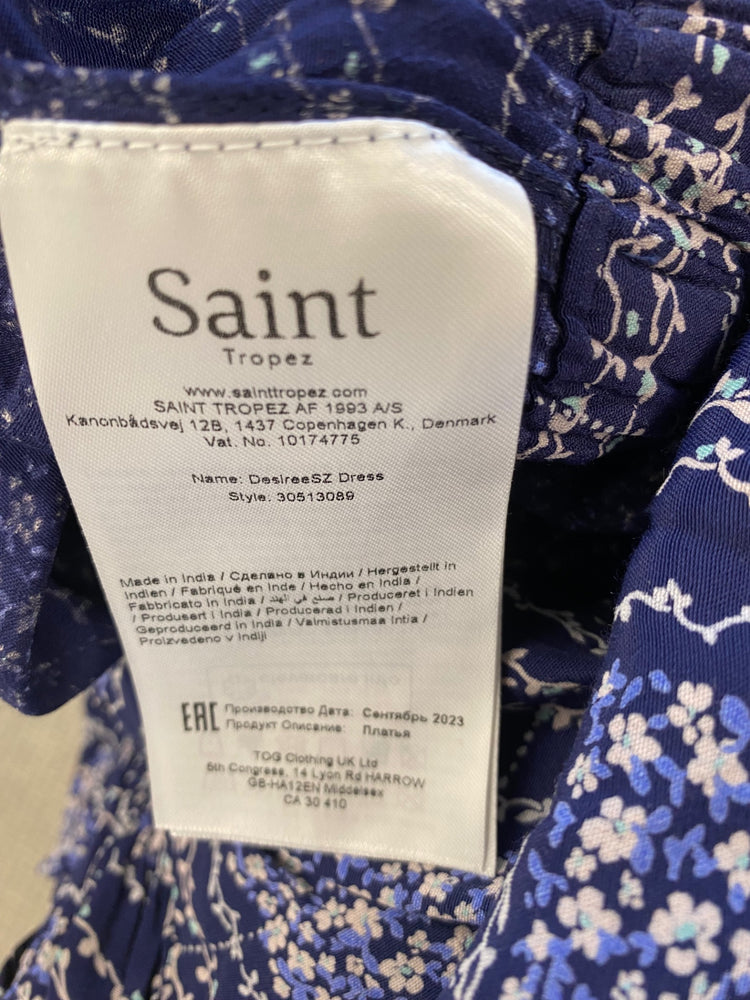 Saint
Tropez
www.sainttropez.com
SAINT TROPEZ AF 1993 A/S
Kanonbådsvej 12B, 1437 Copenhagen K., Denmark
Vat. No. 10174775
Name: DesireeSZ Dress
Style: 30513089
Made in India / Сделано в Индии / Hergestellt in
Indien / Fabriqué en Inde / Hecho en India /
Fabbricato in India / صنع في الهند / Produceret i Indien
/ Produsert i India / Producerad i Indien /
Geproduceerd in India / Valmistusmaa Intia /
Proizvedeno v Indiji
EAC Производство Дата: Сентябрь 2023
Продукт Описание: Платья
TOG Clothing UK Ltd
6th Congress, 14 Lyon Rd HARROW
GB-HA12EN Middelsex
CA 30 410